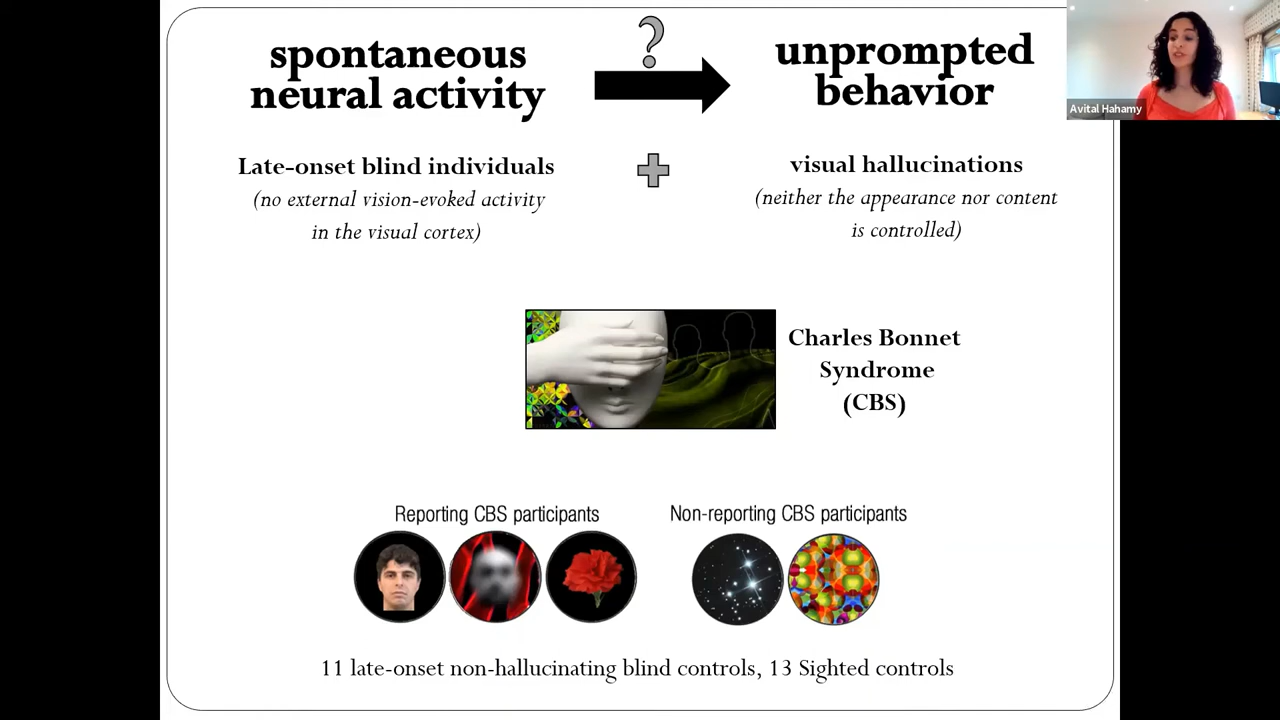 spontaneous
neural activity
?
unprompted
behavior
Avital Hahamy
Late-onset blind individuals
(no external vision-evoked activity
in the visual cortex)
visual hallucinations
(neither the appearance nor content
is controlled)
Charles Bonnet
Syndrome
(CBS)
Reporting CBS participants
Non-reporting CBS participants
11 late-onset non-hallucinating blind controls, 13 Sighted controls